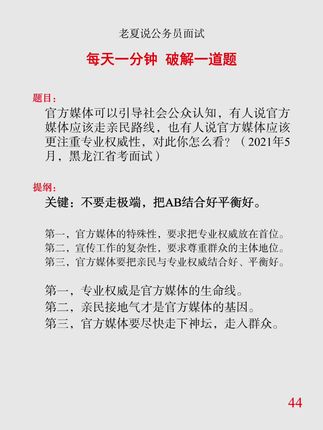 老夏说公务员面试
每天一分钟 破解一道题
题目：
官方媒体可以引导社会公众认知，有人说官方
媒体应该走亲民路线，也有人说官方媒体应该
更注重专业权威性，对此你怎么看？（2021年5
月，黑龙江省考面试）
提纲：
关键：不要走极端，把AB结合好平衡好。
第一，官方媒体的特殊性，要求把专业权威放在首位。
第二，宣传工作的复杂性，要求尊重群众的主体地位。
第三，官方媒体要把亲民与专业权威结合好、平衡好。
第一，专业权威是官方媒体的生命线。
第二，亲民接地气才是官方媒体的基因。
第三，官方媒体要尽快走下神坛，走入群众。
44